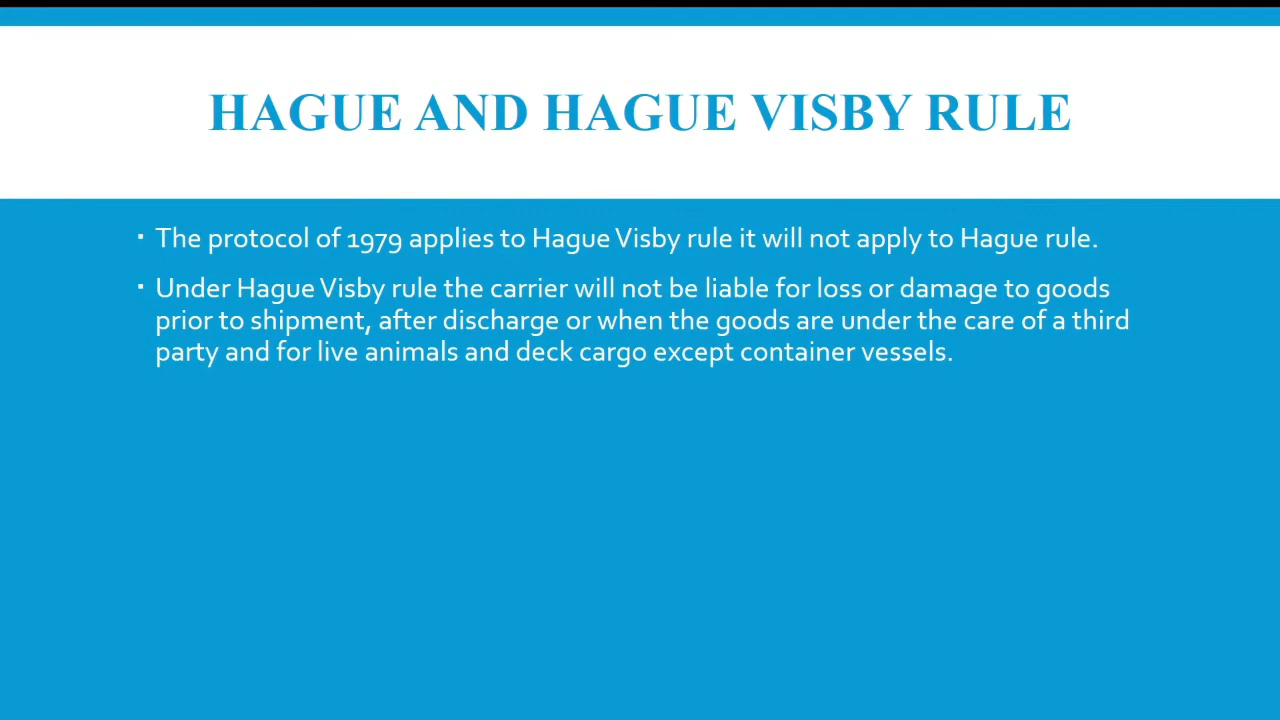 HAGUE AND HAGUE VISBY RULE
▪ The protocol of 1979 applies to Hague Visby rule it will not apply to Hague rule.
▪ Under Hague Visby rule the carrier will not be liable for loss or damage to goods
prior to shipment, after discharge or when the goods are under the care of a third
party and for live animals and deck cargo except container vessels.